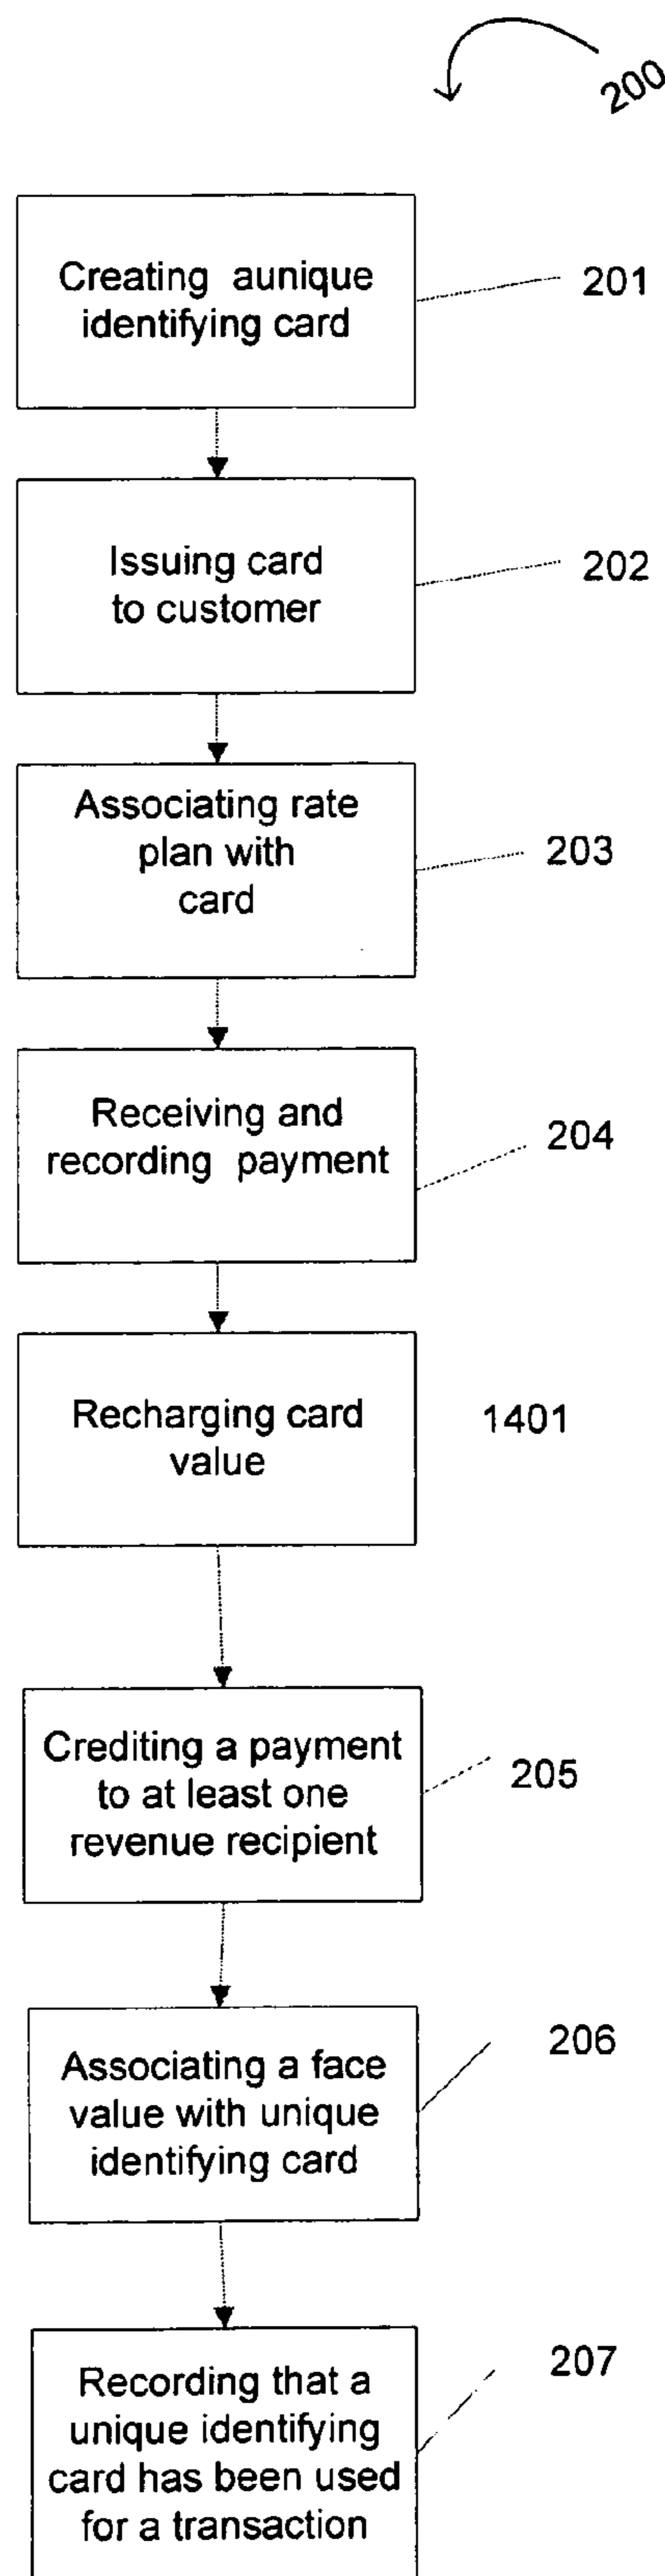 200
Creating aunique
identifying card
201
Issuing card
to customer
202
Associating rate
plan with
card
203
Receiving and
recording payment
204
Recharging card
value
1401
Crediting a payment
to at least one
revenue recipient
205
Associating a face
value with unique
identifying card
206
Recording that a
unique identifying
card has been used
for a transaction
207